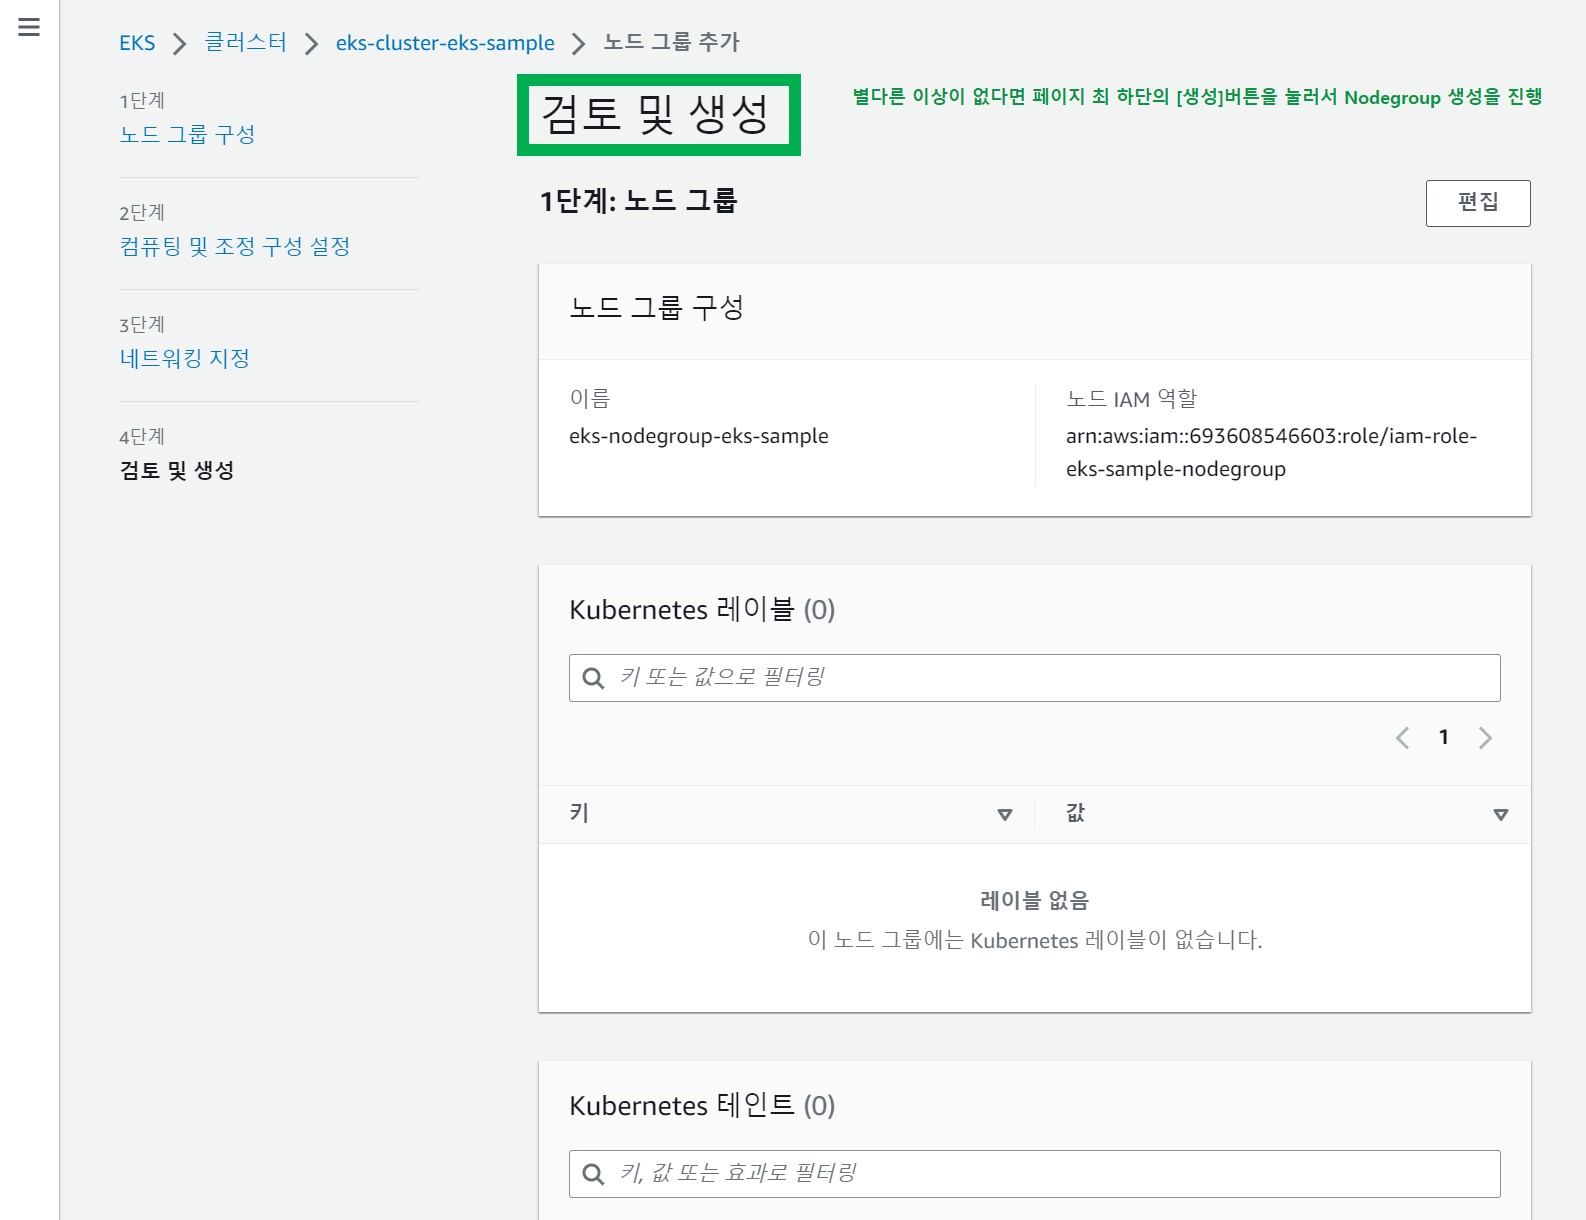 EKS > 클러스터 > eks-cluster-eks-sample > 노드 그룹 추가
1단계
노드 그룹 구성
2단계
컴퓨팅 및 조정 구성 설정
3단계
네트워킹 지정
4단계
검토 및 생성
검토 및 생성
별다른 이상이 없다면 페이지 최 하단의 [생성]버튼을 눌러서 Nodegroup 생성을 진행
1단계: 노드 그룹
편집
노드 그룹 구성
이름
eks-nodegroup-eks-sample
노드 IAM 역할
arn:aws:iam::693608546603:role/iam-role-
eks-sample-nodegroup
Kubernetes 레이블 (0)
키 또는 값으로 필터링
1
키
값
레이블 없음
이 노드 그룹에는 Kubernetes 레이블이 없습니다.
Kubernetes 테인트 (0)
키, 값 또는 효과로 필터링